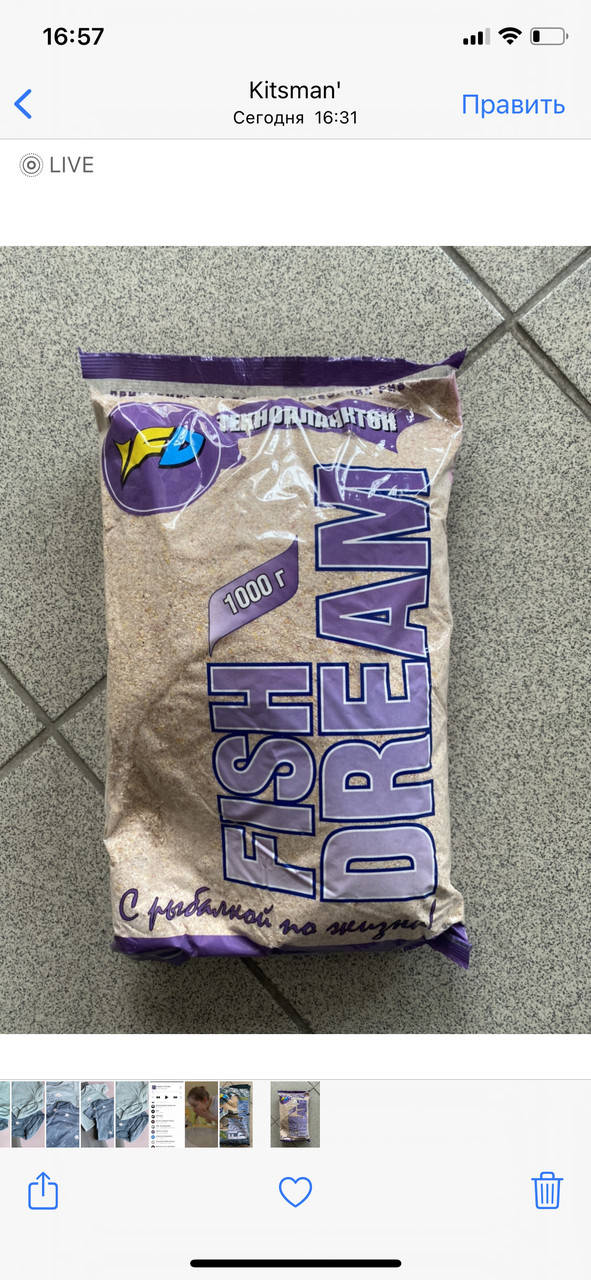 16:57
Kitsman'
Сегодня 16:31
Править
LIVE
ТЕХНОПЛАНКТОН
FD
1000 г
FISH
DREAM
С рыбалкой по жизни!